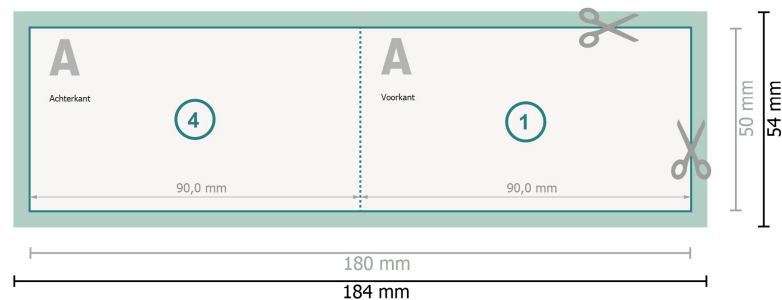 A
Achterkant
4
90,0 mm
A
Voorkant
1
90,0 mm
50 mm
54 mm
180 mm
184 mm